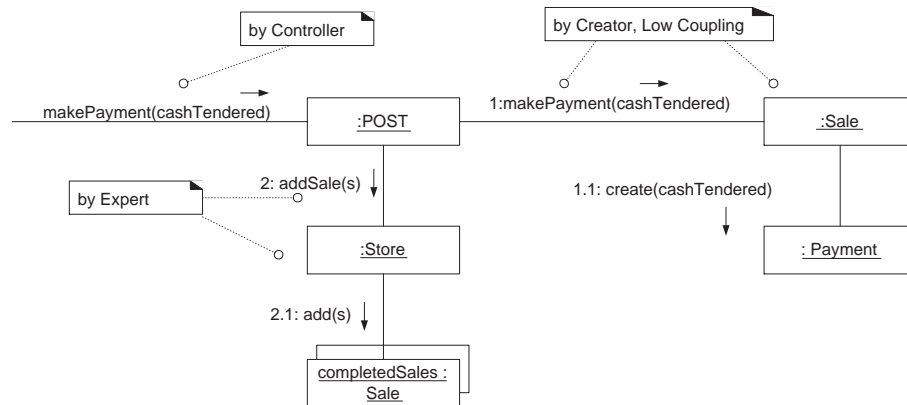 by Controller
by Creator, Low Coupling
makePayment(cashTendered)
:POST
1:makePayment(cashTendered)
:Sale
by Expert
2: addSale(s)
1.1: create(cashTendered)
:Store
: Payment
2.1: add(s)
completedSales :
Sale